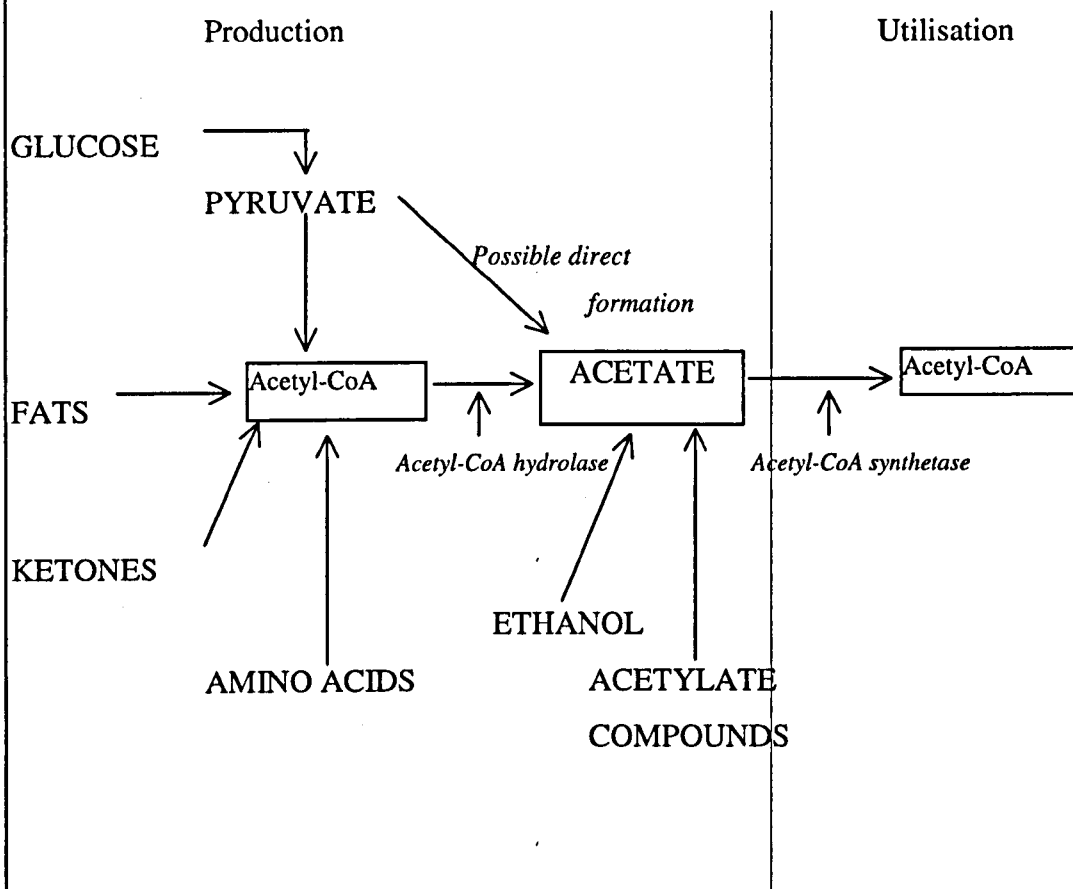 Production
Utilisation
GLUCOSE
PYRUVATE
Possible direct
formation
Acetyl-CoA
ACETATE
Acetyl-CoA
FATS
Acetyl-CoA hydrolase
Acetyl-CoA synthetase
KETONES
ETHANOL
AMINO ACIDS
ACETYLATE
COMPOUNDS